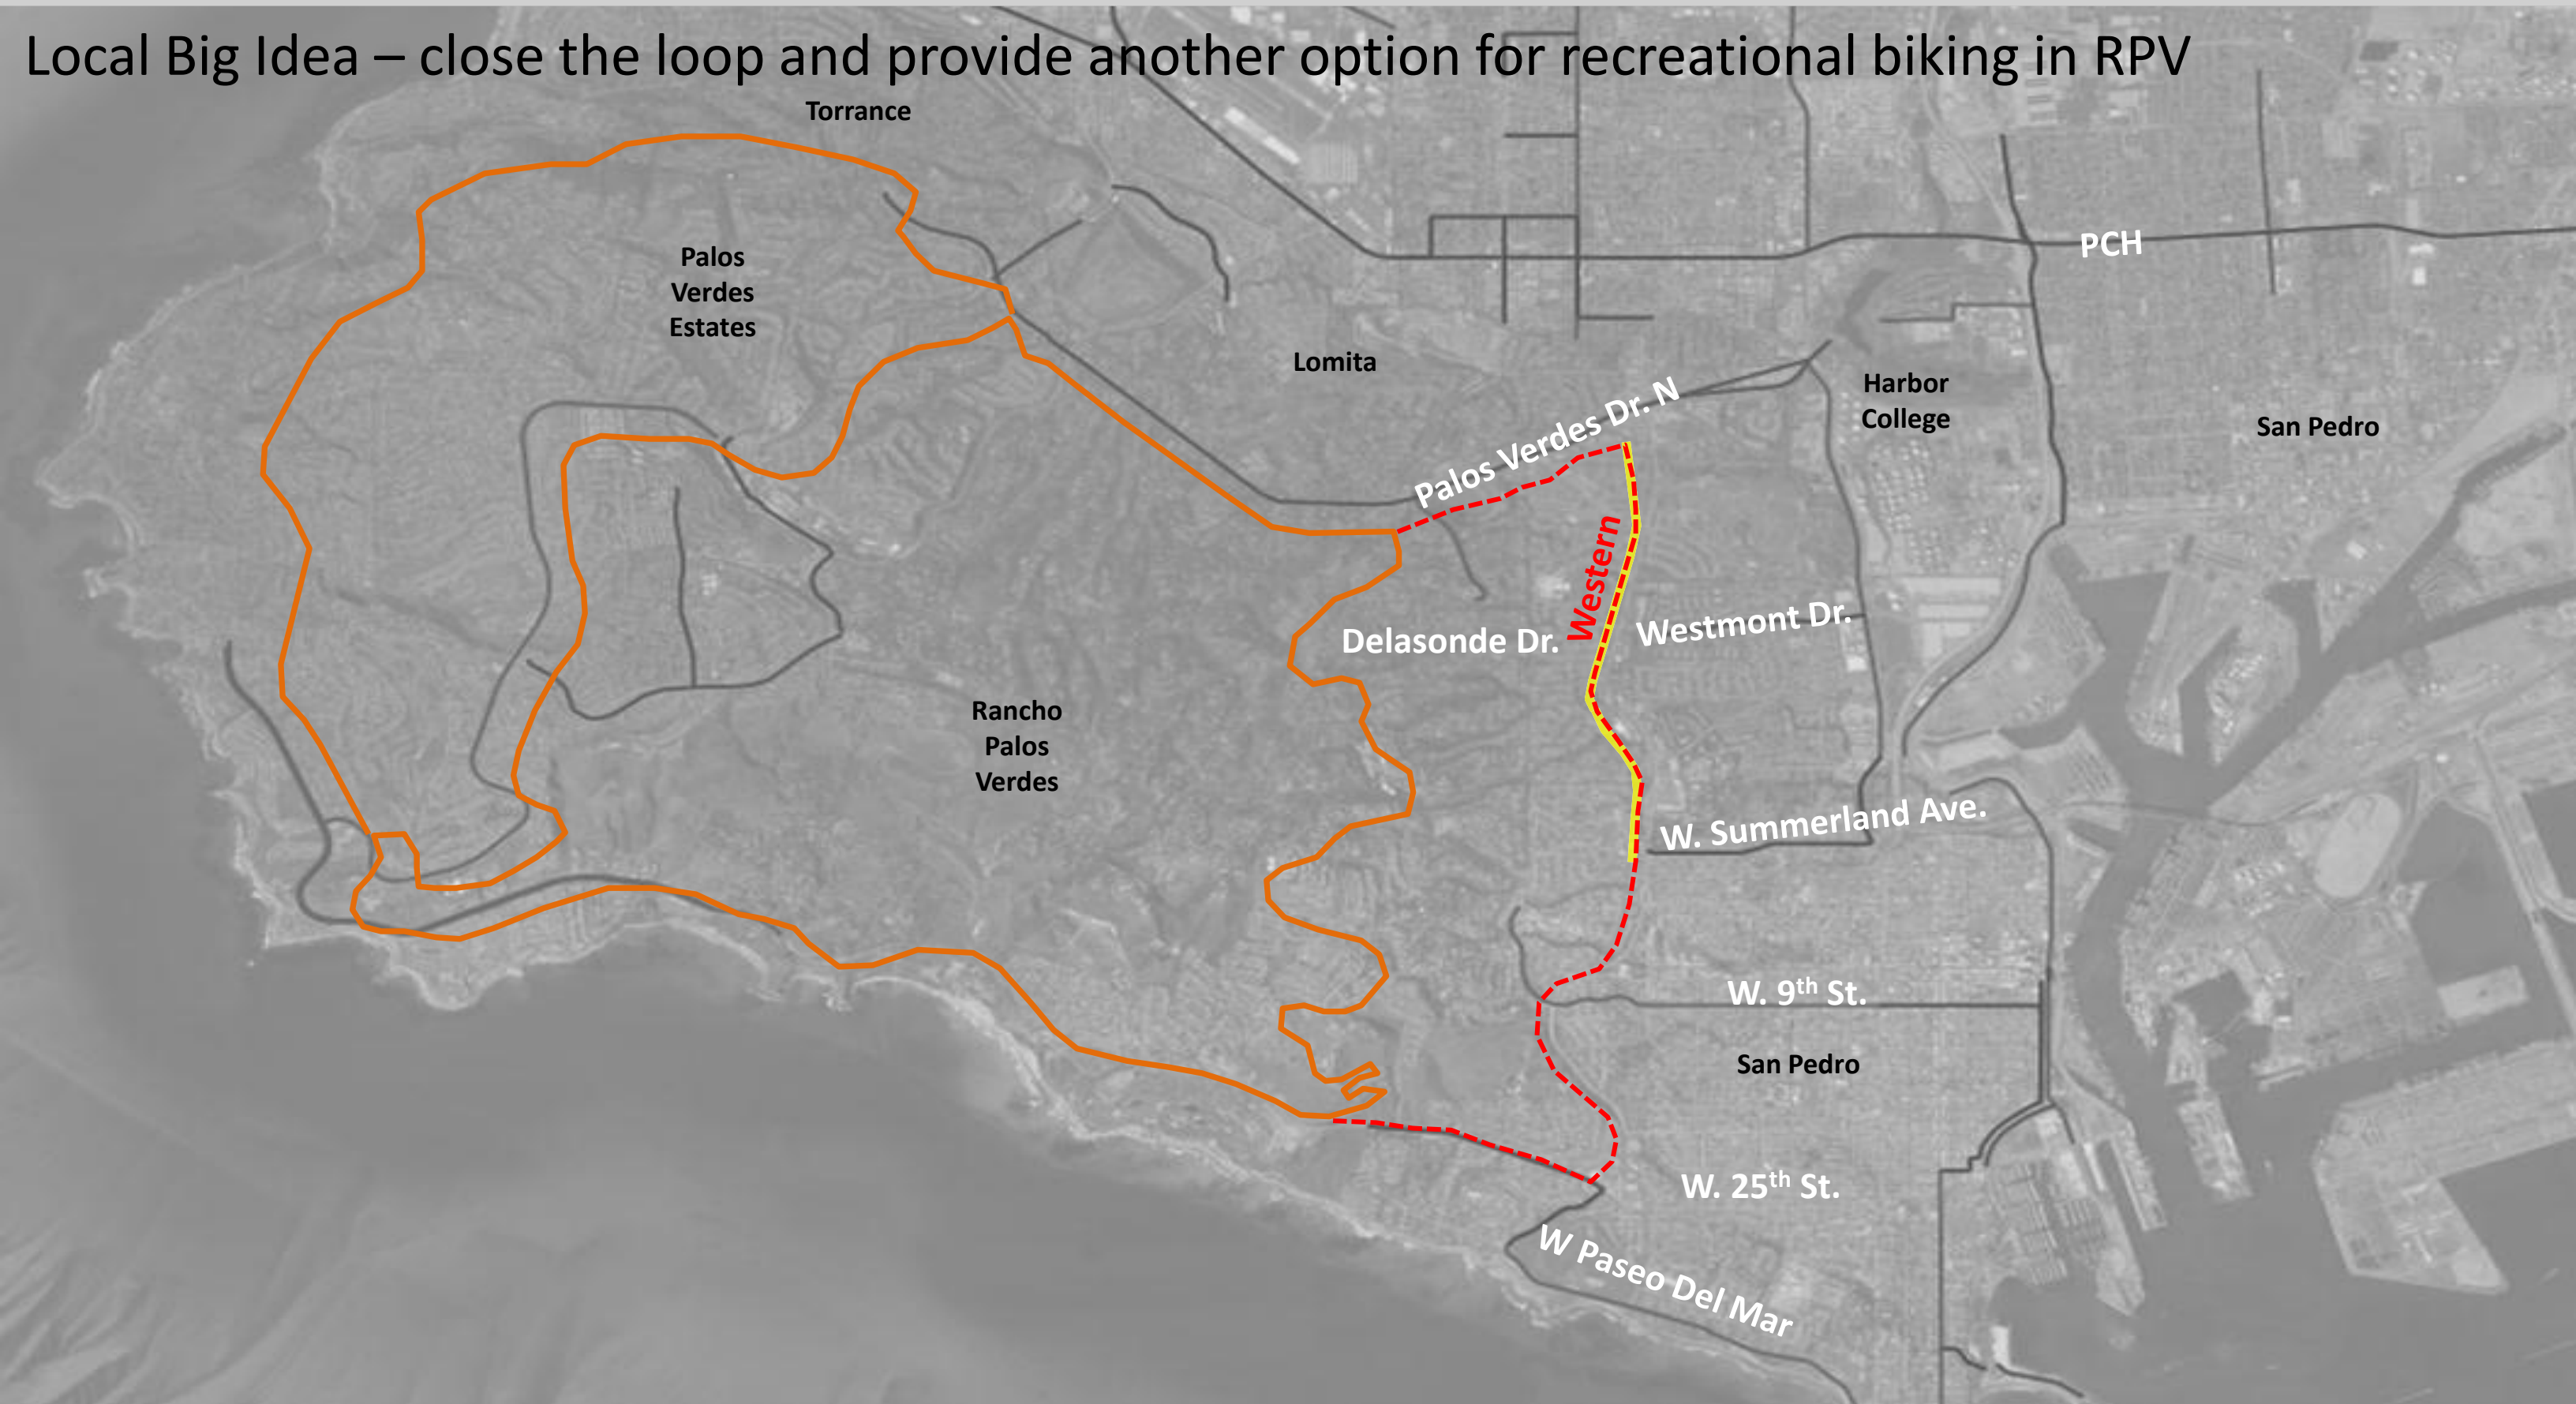 Local Big Idea – close the loop and provide another option for recreational biking in RPV
Torrance
PCH
Palos
Verdes
Estates
Lomita
Palos Verdes Dr. N
Harbor
College
San Pedro
Western
Delasonde Dr.
Westmont Dr.
Rancho
Palos
Verdes
W. Summerland Ave.
W. 9th St.
San Pedro
W. 25th St.
W Paseo Del Mar